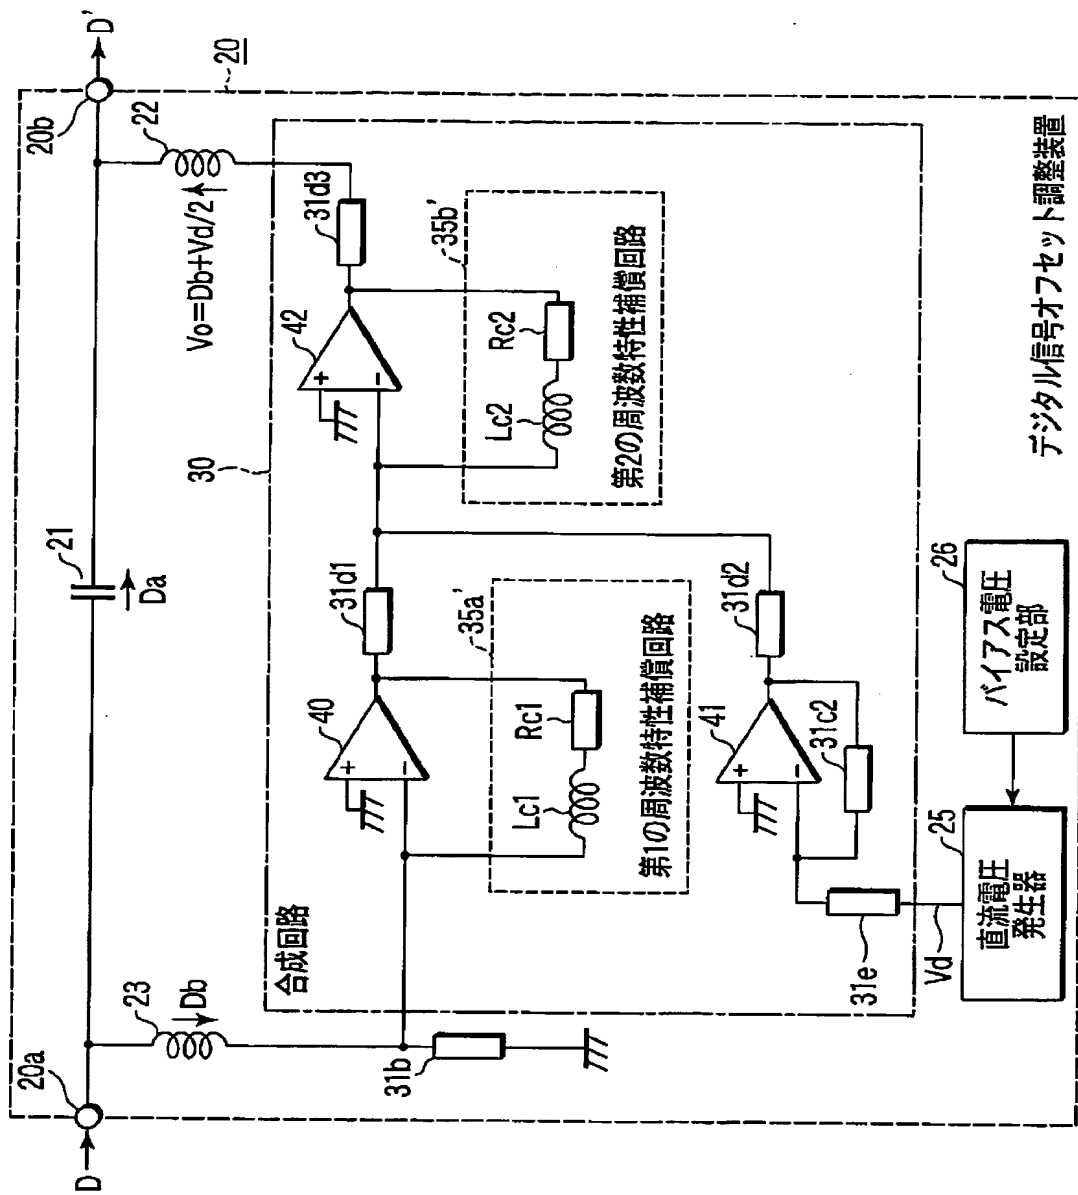 D
20a
23
Db
31b
21
Da
20b
D'
20
22
Vo=Db+Vd/2
合成回路
30
40
+
−
31d1
35a'
Lc1
Rc1
第1の周波数特性補償回路
42
+
−
31d3
35b'
Lc2
Rc2
第2の周波数特性補償回路
41
+
−
31c2
31d2
31e
Vd
25
直流電圧
発生器
26
バイアス電圧
設定部
デジタル信号オフセット調整装置